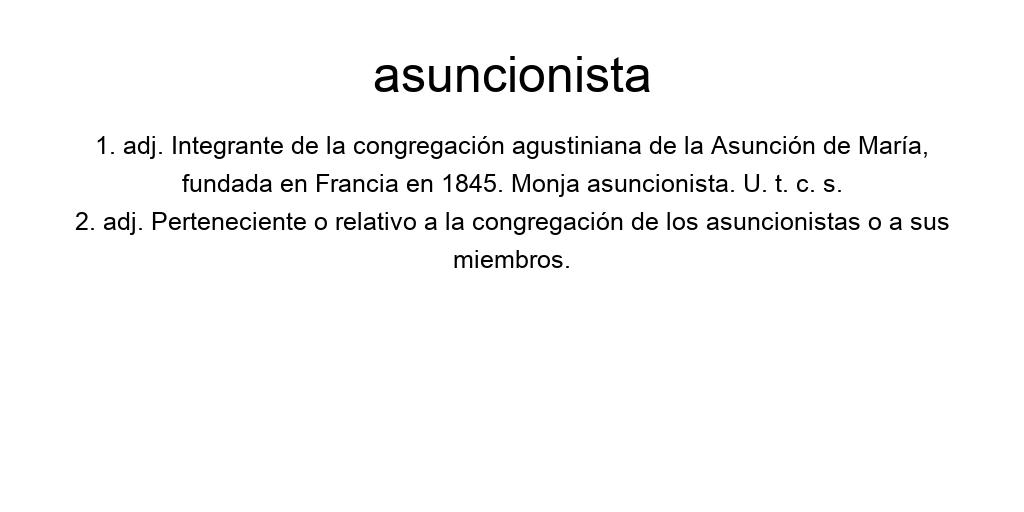 asuncionista
1. adj. Integrante de la congregación agustiniana de la Asunción de María,
fundada en Francia en 1845. Monja asuncionista. U. t. c. s.
2. adj. Perteneciente o relativo a la congregación de los asuncionistas o a sus
miembros.